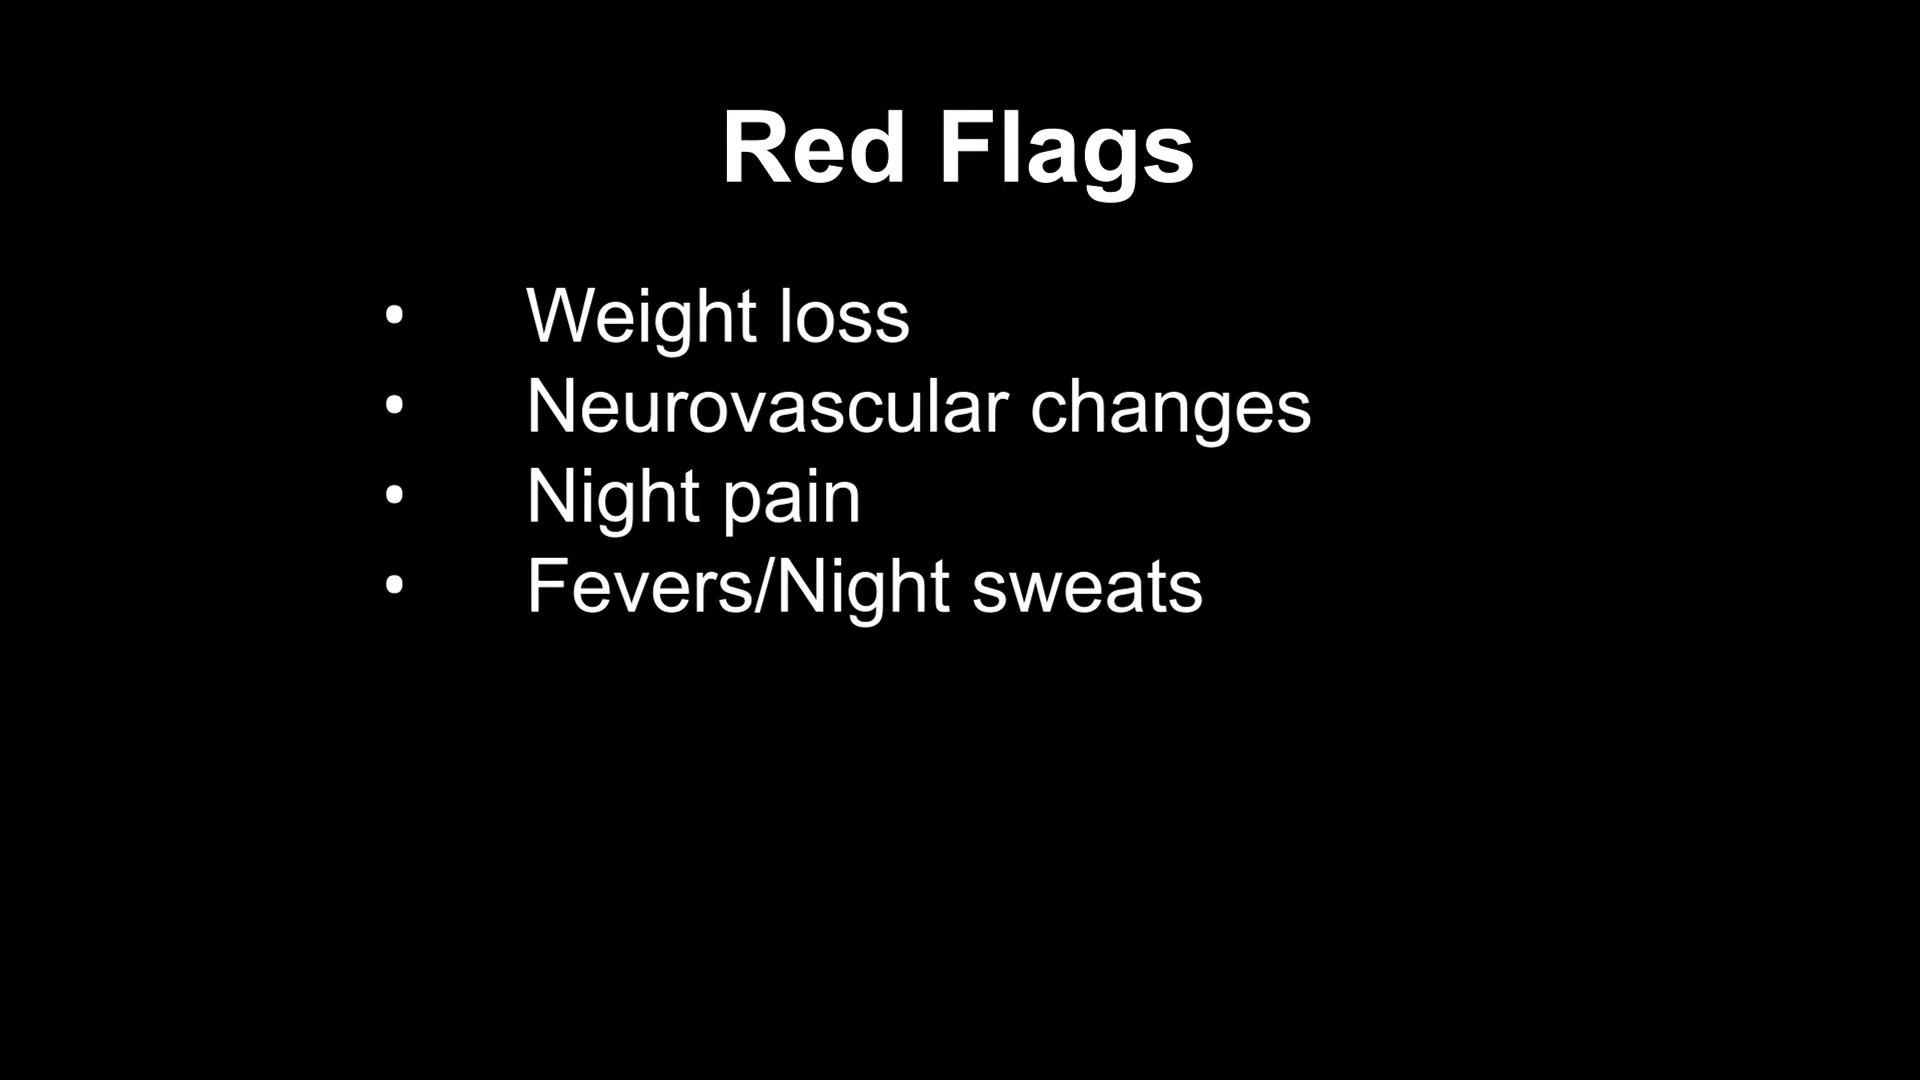 Red Flags
• Weight loss
• Neurovascular changes
• Night pain
• Fevers/Night sweats